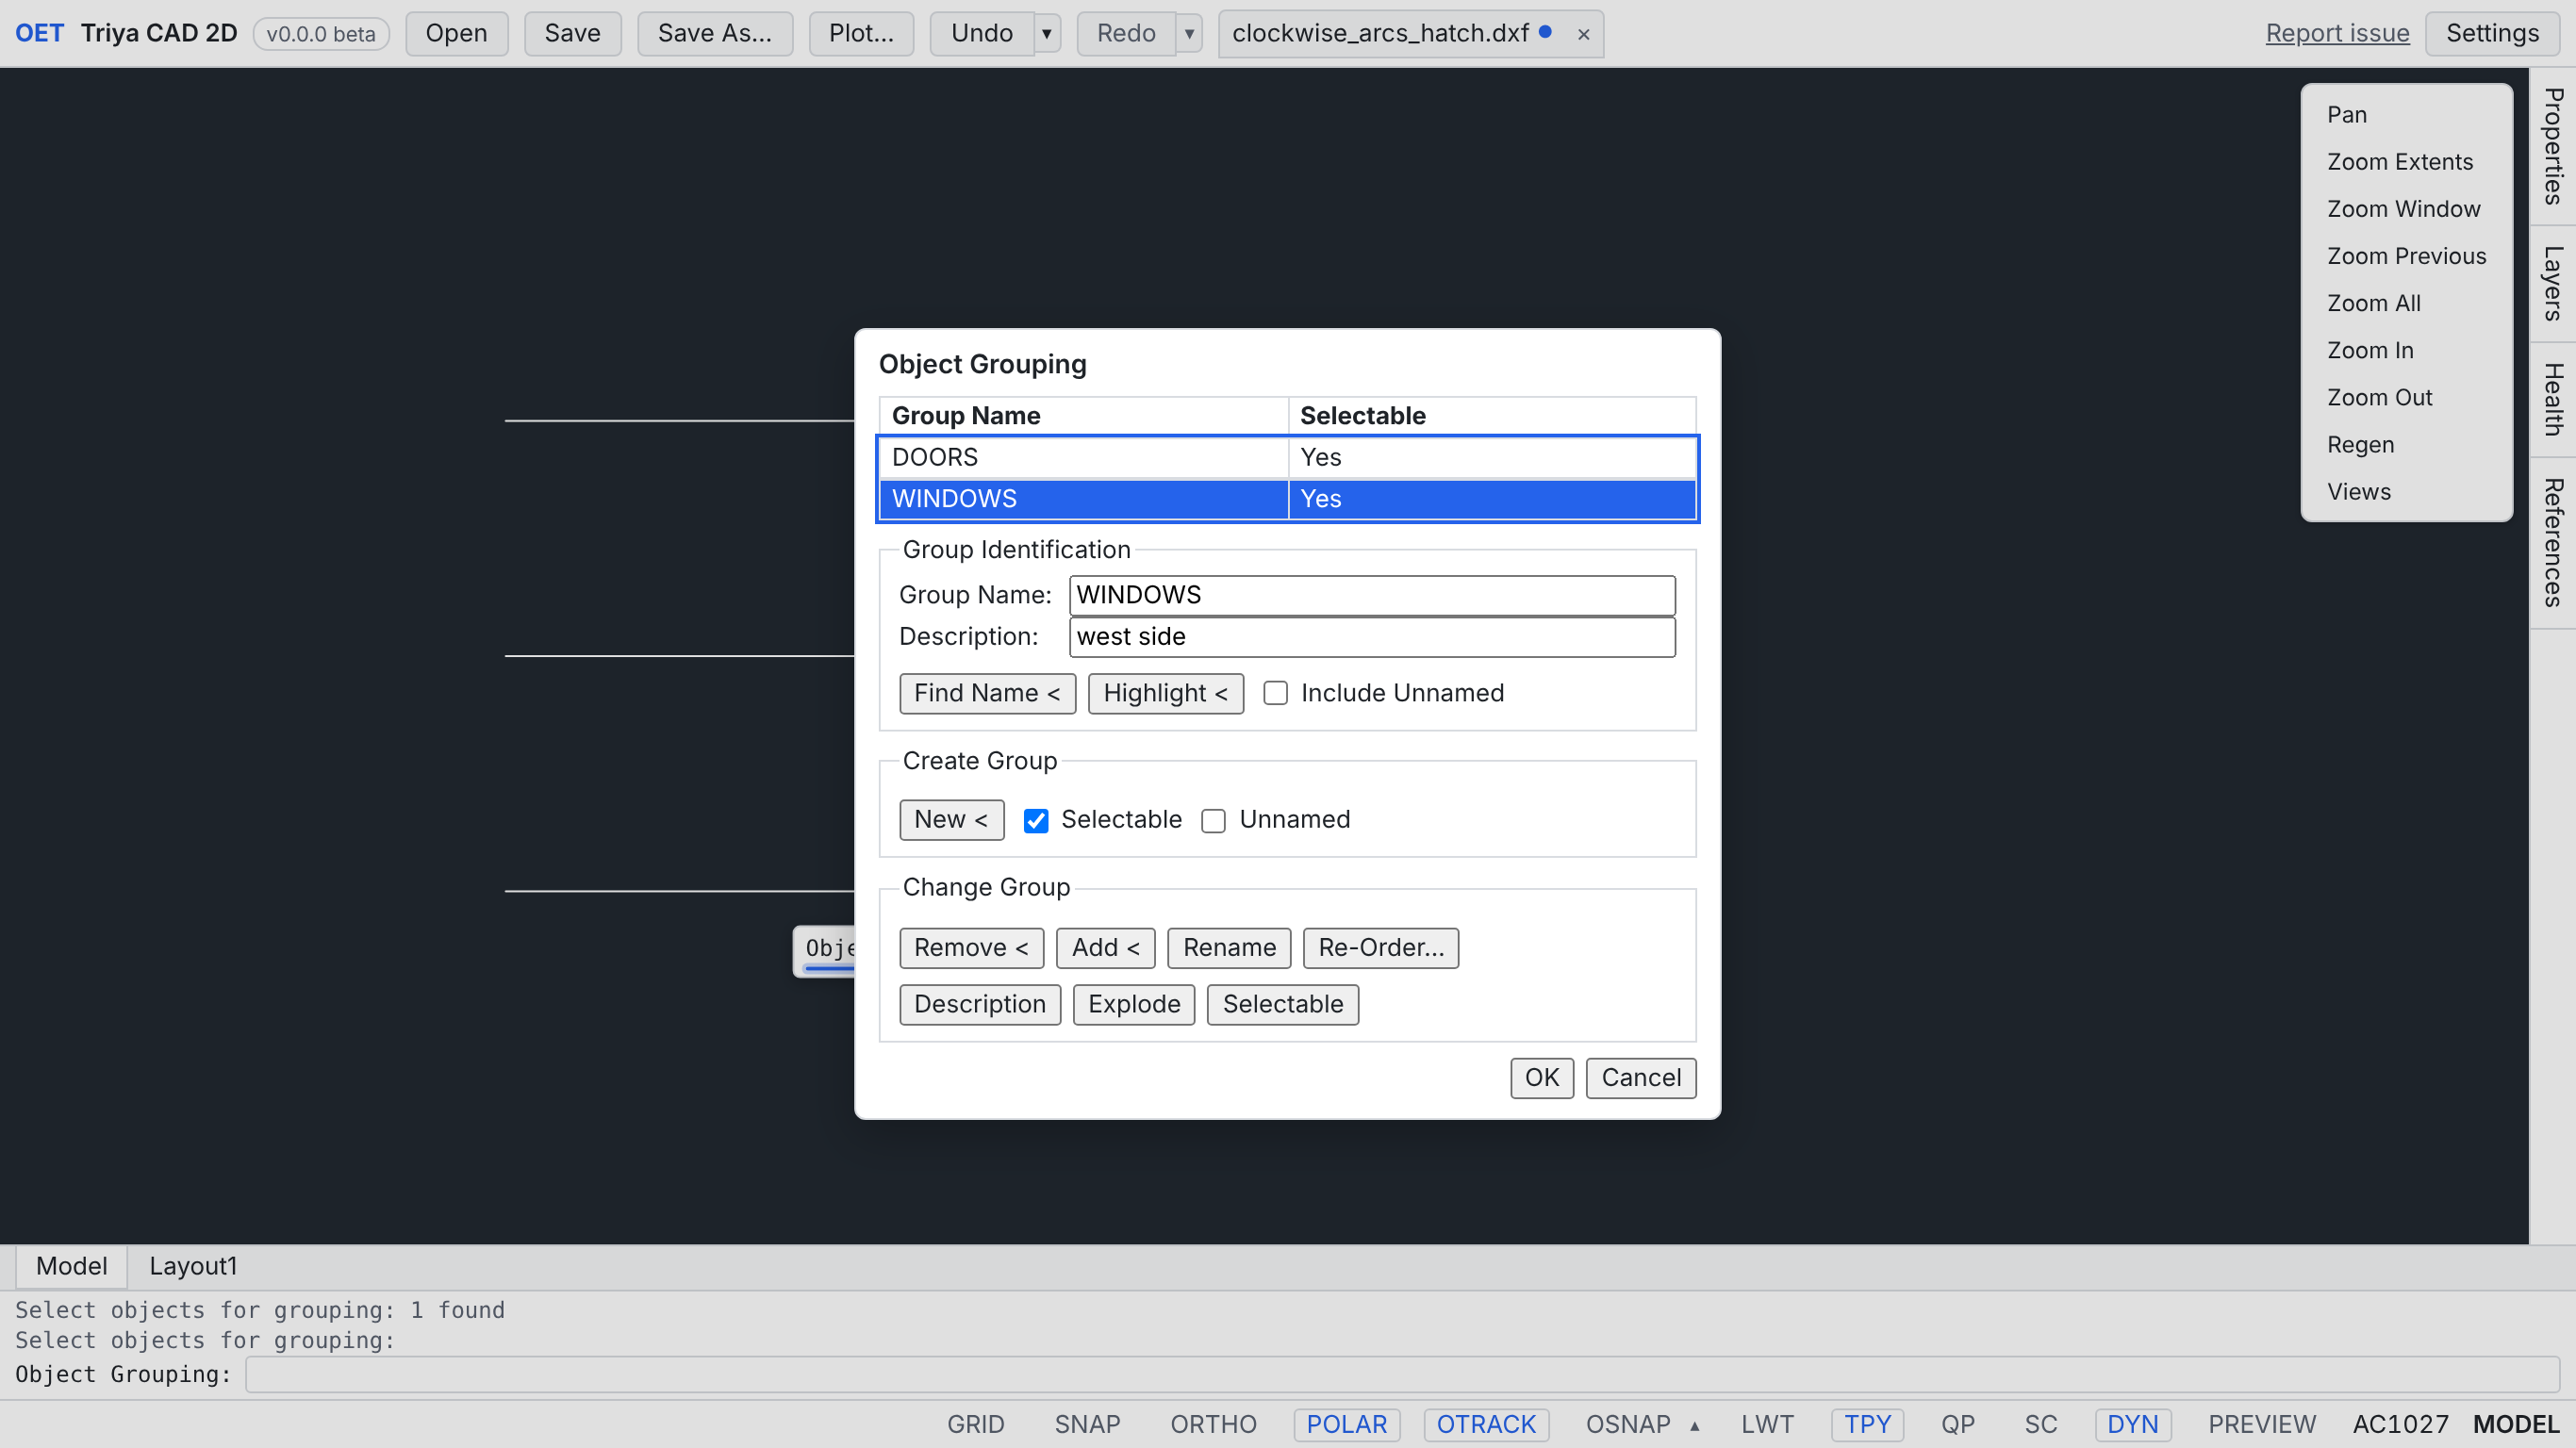 OET Triya CAD 2D v0.0.0 beta Open Save Save As... Plot... Undo ▾ Redo ▾ clockwise_arcs_hatch.dxf × Report issue Settings
Pan
Zoom Extents
Zoom Window
Zoom Previous
Zoom All
Zoom In
Zoom Out
Regen
Views
Properties
Layers
Health
References
Object Grouping
Group Name Selectable
DOORS Yes
WINDOWS Yes
Group Identification
Group Name: WINDOWS
Description: west side
Find Name < Highlight < Include Unnamed
Create Group
New < Selectable Unnamed
Change Group
Remove < Add < Rename Re-Order...
Description Explode Selectable
OK Cancel
Obje
Model Layout1
Select objects for grouping: 1 found
Select objects for grouping:
Object Grouping:
GRID SNAP ORTHO POLAR OTRACK OSNAP ▴ LWT TPY QP SC DYN PREVIEW AC1027 MODEL